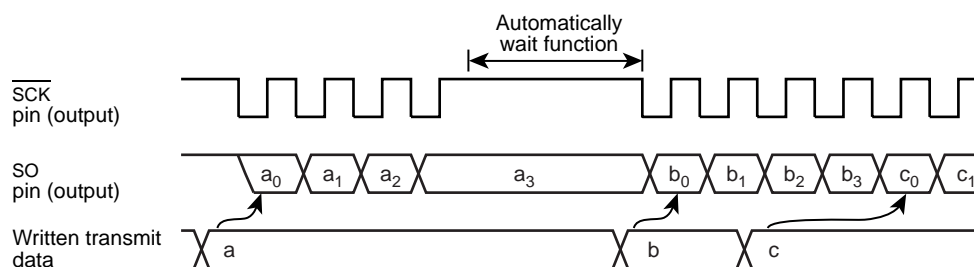 Automatically
wait function
SCK
pin (output)
SO
pin (output)
a0 a1 a2 a3 b0 b1 b2 b3 c0 c1
Written transmit
data
a b c